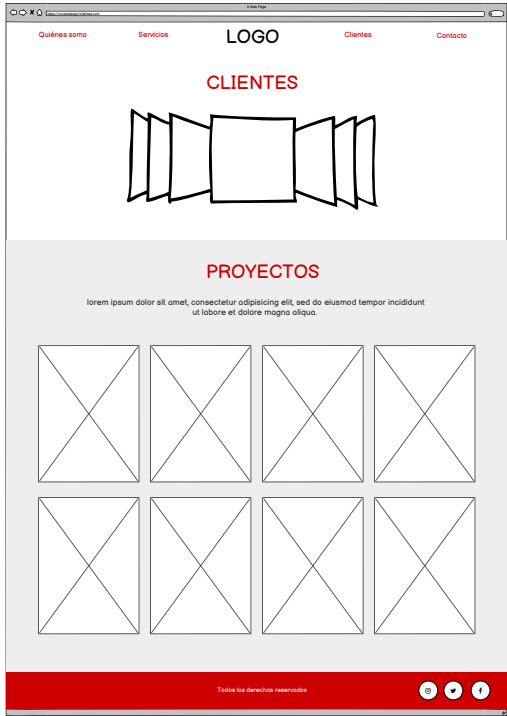 A Web Page
Quiénes somo
Servicios
LOGO
Clientes
Contacto
CLIENTES
PROYECTOS
lorem ipsum dolor sit amet, consectetur adipisicing elit, sed do eiusmod tempor incididunt
ut labore et dolore magna aliqua.
Todos los derechos reservados